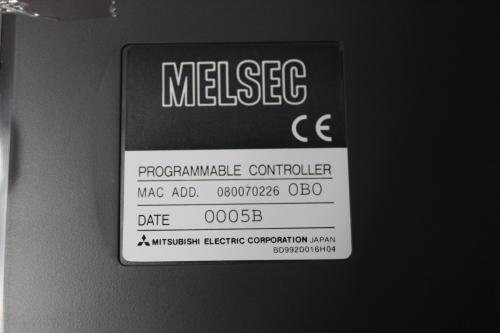 MELSEC
CE
PROGRAMMABLE CONTROLLER
MAC ADD. 080070226 0B0
DATE 0005B
MITSUBISHI ELECTRIC CORPORATION JAPAN
BD992D016H04